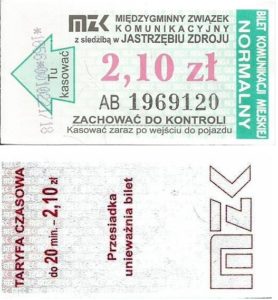 MZK MIĘDZYGMINNY ZWIĄZEK
KOMUNIKACYJNY
z siedzibą w JASTRZĘBIU ZDROJU
Tu
kasować
2,10 zł
AB 1969120
ZACHOWAĆ DO KONTROLI
Kasować zaraz po wejściu do pojazdu
BILET KOMUNIKACJI MIEJSKIEJ
NORMALNY
TARYFA CZASOWA
do 20 min. – 2,10 zł
Przesiadka
unieważnia bilet
MZK